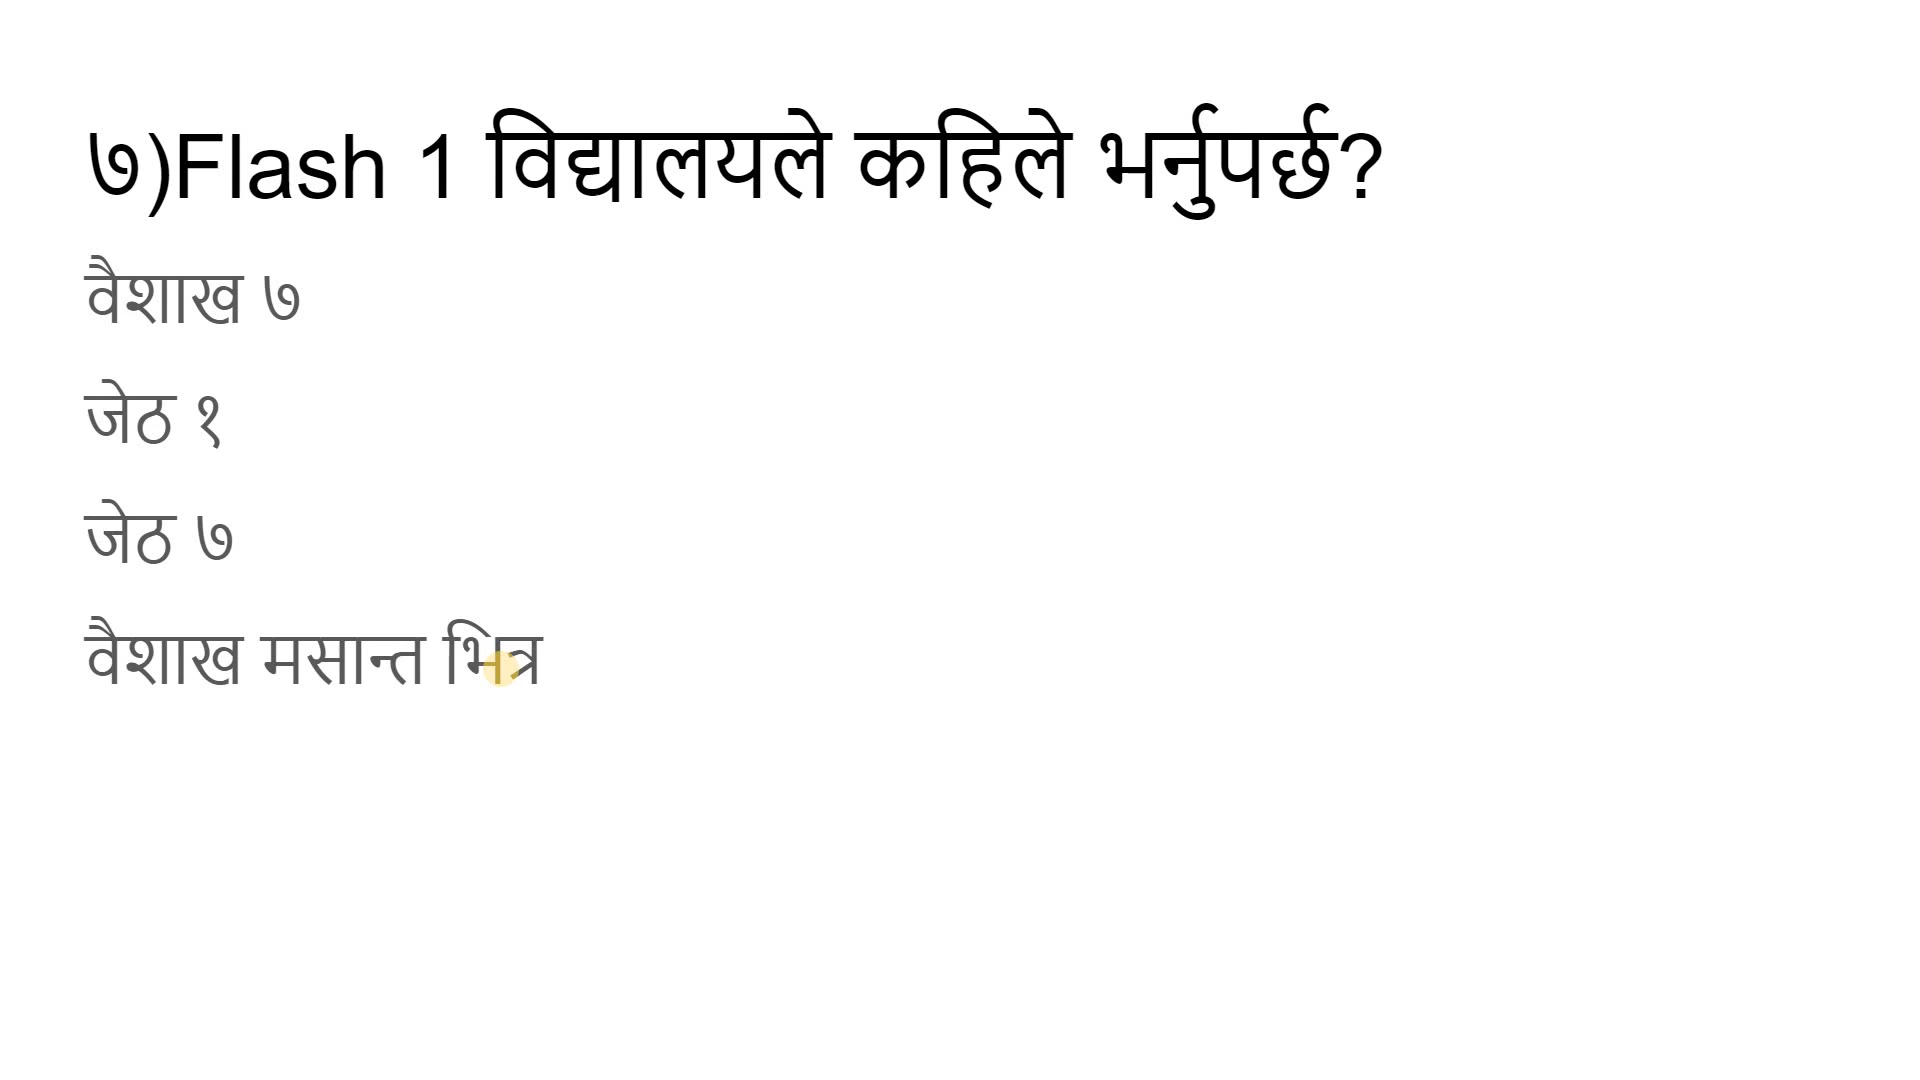 ७)Flash 1 विद्यालयले कहिले भर्नुपर्छ?
वैशाख ७
जेठ १
जेठ ७
वैशाख मसान्त भित्र